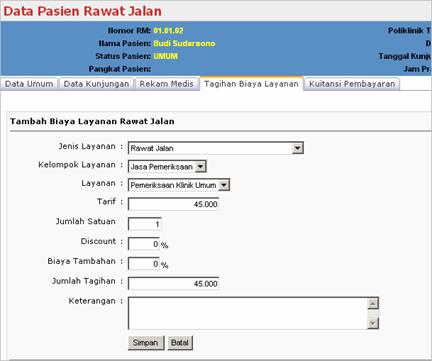 Data Pasien Rawat Jalan
Nomor RM: 01.01.02 Poliklinik T
Nama Pasien: Budi Sudarsono D
Status Pasien: UMUM Tanggal Kunju
Pangkat Pasien: Jam Pra
Data Umum Data Kunjungan Rekam Medis Tagihan Biaya Layanan Kuitansi Pembayaran
Tambah Biaya Layanan Rawat Jalan
Jenis Layanan : Rawat Jalan
Kelompok Layanan : Jasa Pemeriksaan
Layanan : Pemeriksaan Klinik Umum
Tarif : 45.000
Jumlah Satuan : 1
Discount : 0 %
Biaya Tambahan : 0 %
Jumlah Tagihan : 45.000
Keterangan :
Simpan Batal